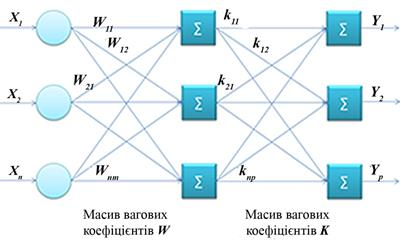 X1 W11 Σ k11 Σ Y1
W12 k12
W21 k21
X2 Σ Σ Y2
Xn Wnm Σ knp Σ Yp
Масив вагових Масив вагових
коефіцієнтів W коефіцієнтів K